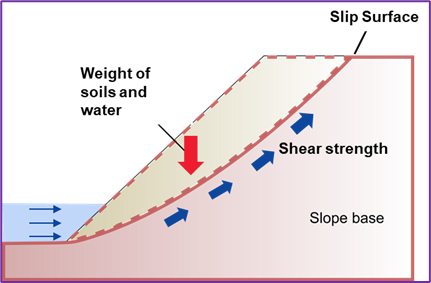 Slip Surface
Weight of
soils and
water
Shear strength
Slope base